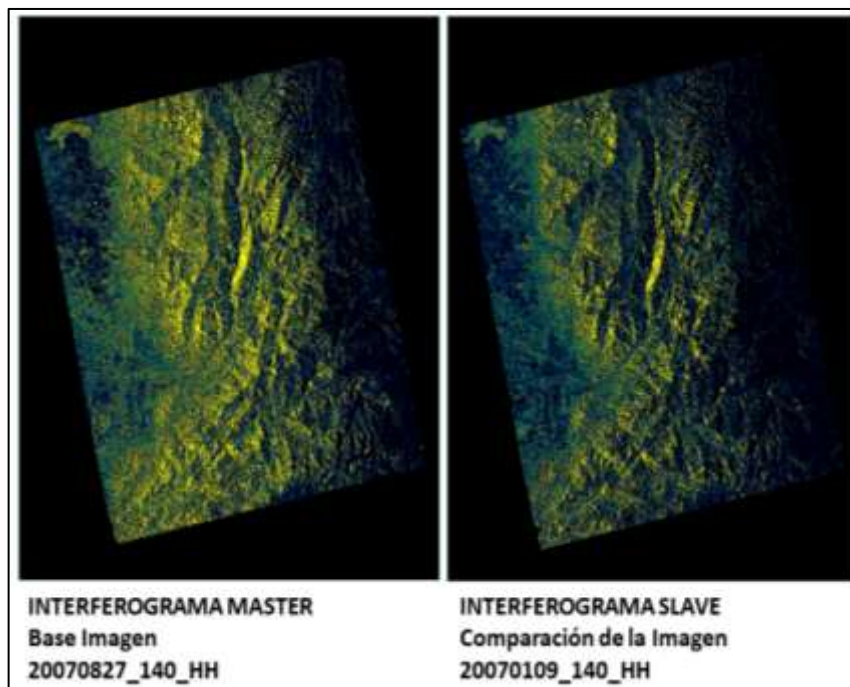 INTERFEROGRAMA MASTER
Base Imagen
20070827_140_HH
INTERFEROGRAMA SLAVE
Comparación de la Imagen
20070109_140_HH